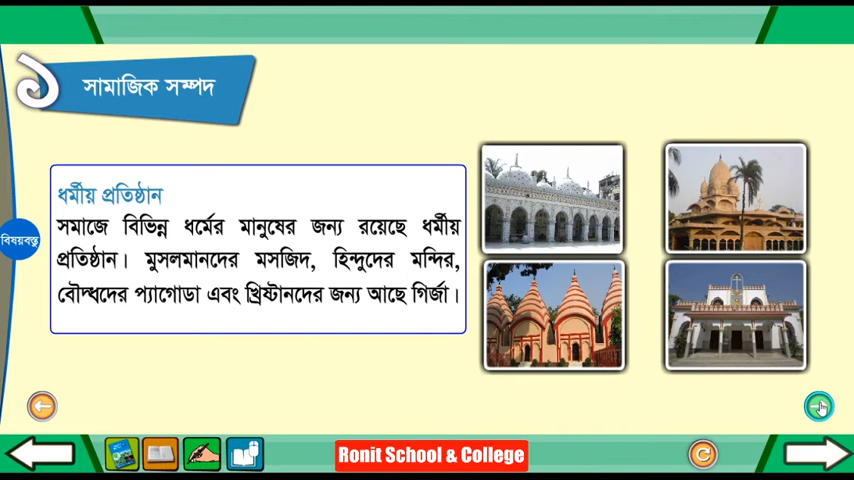 ১
সামাজিক সম্পদ
ধর্মীয় প্রতিষ্ঠান
সমাজে বিভিন্ন ধর্মের মানুষের জন্য রয়েছে ধর্মীয়
প্রতিষ্ঠান। মুসলমানদের মসজিদ, হিন্দুদের মন্দির,
বৌদ্ধদের প্যাগোডা এবং খ্রিষ্টানদের জন্য আছে গির্জা।
বিষয়বস্তু
Ronit School & College